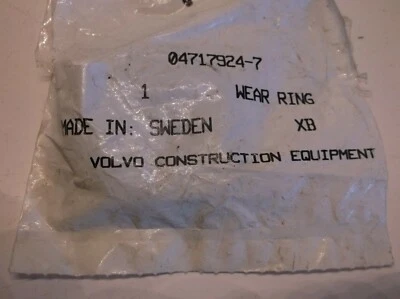 04717924-7
1 WEAR RING
MADE IN: SWEDEN XB
VOLVO CONSTRUCTION EQUIPMENT